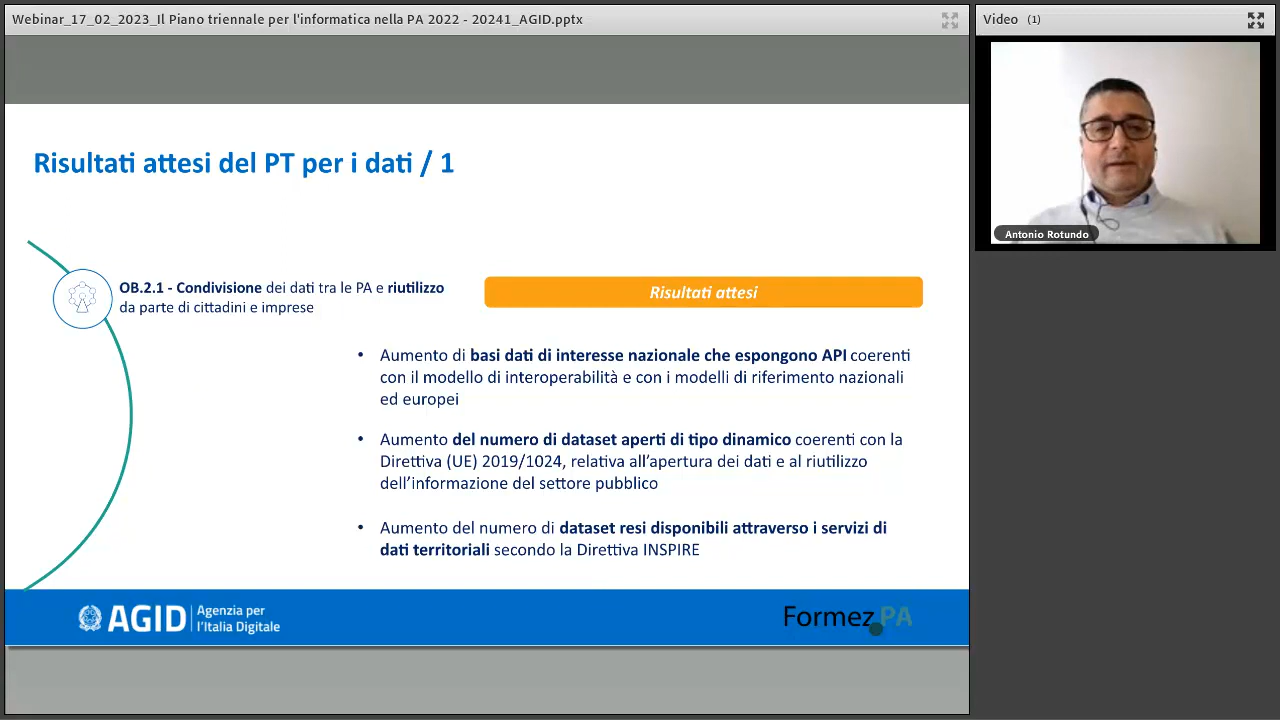 Webinar_17_02_2023_Il Piano triennale per l'informatica nella PA 2022 - 20241_AGID.pptx
Video (1)
Antonio Rotundo
Risultati attesi del PT per i dati / 1
OB.2.1 - Condivisione dei dati tra le PA e riutilizzo
da parte di cittadini e imprese
Risultati attesi
• Aumento di basi dati di interesse nazionale che espongono API coerenti
con il modello di interoperabilità e con i modelli di riferimento nazionali
ed europei
• Aumento del numero di dataset aperti di tipo dinamico coerenti con la
Direttiva (UE) 2019/1024, relativa all’apertura dei dati e al riutilizzo
dell’informazione del settore pubblico
• Aumento del numero di dataset resi disponibili attraverso i servizi di
dati territoriali secondo la Direttiva INSPIRE
AGID
Agenzia per
l'Italia Digitale
Formez PA